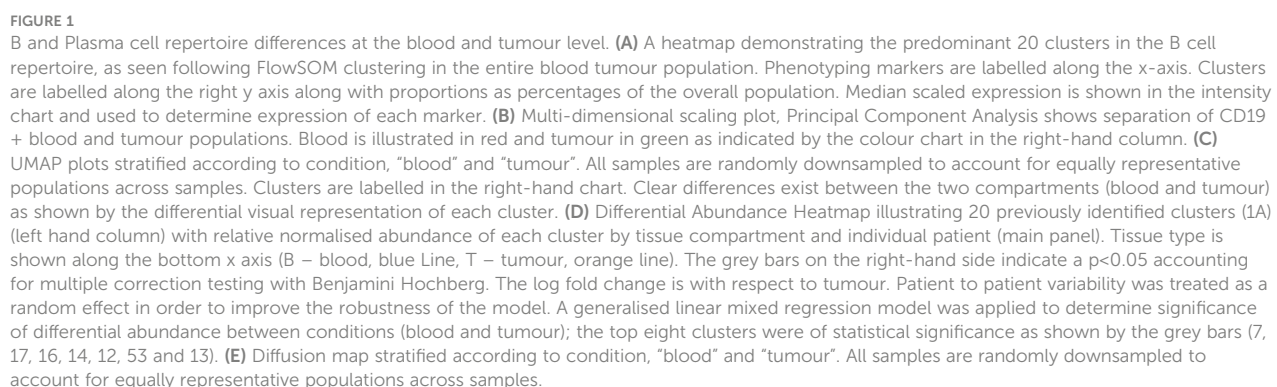 FIGURE 1
B and Plasma cell repertoire differences at the blood and tumour level. (A) A heatmap demonstrating the predominant 20 clusters in the B cell
repertoire, as seen following FlowSOM clustering in the entire blood tumour population. Phenotyping markers are labelled along the x-axis. Clusters
are labelled along the right y axis along with proportions as percentages of the overall population. Median scaled expression is shown in the intensity
chart and used to determine expression of each marker. (B) Multi-dimensional scaling plot, Principal Component Analysis shows separation of CD19
+ blood and tumour populations. Blood is illustrated in red and tumour in green as indicated by the colour chart in the right-hand column. (C)
UMAP plots stratified according to condition, “blood” and “tumour”. All samples are randomly downsampled to account for equally representative
populations across samples. Clusters are labelled in the right-hand chart. Clear differences exist between the two compartments (blood and tumour)
as shown by the differential visual representation of each cluster. (D) Differential Abundance Heatmap illustrating 20 previously identified clusters (1A)
(left hand column) with relative normalised abundance of each cluster by tissue compartment and individual patient (main panel). Tissue type is
shown along the bottom x axis (B – blood, blue Line, T – tumour, orange line). The grey bars on the right-hand side indicate a p<0.05 accounting
for multiple correction testing with Benjamini Hochberg. The log fold change is with respect to tumour. Patient to patient variability was treated as a
random effect in order to improve the robustness of the model. A generalised linear mixed regression model was applied to determine significance
of differential abundance between conditions (blood and tumour); the top eight clusters were of statistical significance as shown by the grey bars (7,
17, 16, 14, 12, 53 and 13). (E) Diffusion map stratified according to condition, “blood” and “tumour”. All samples are randomly downsampled to
account for equally representative populations across samples.